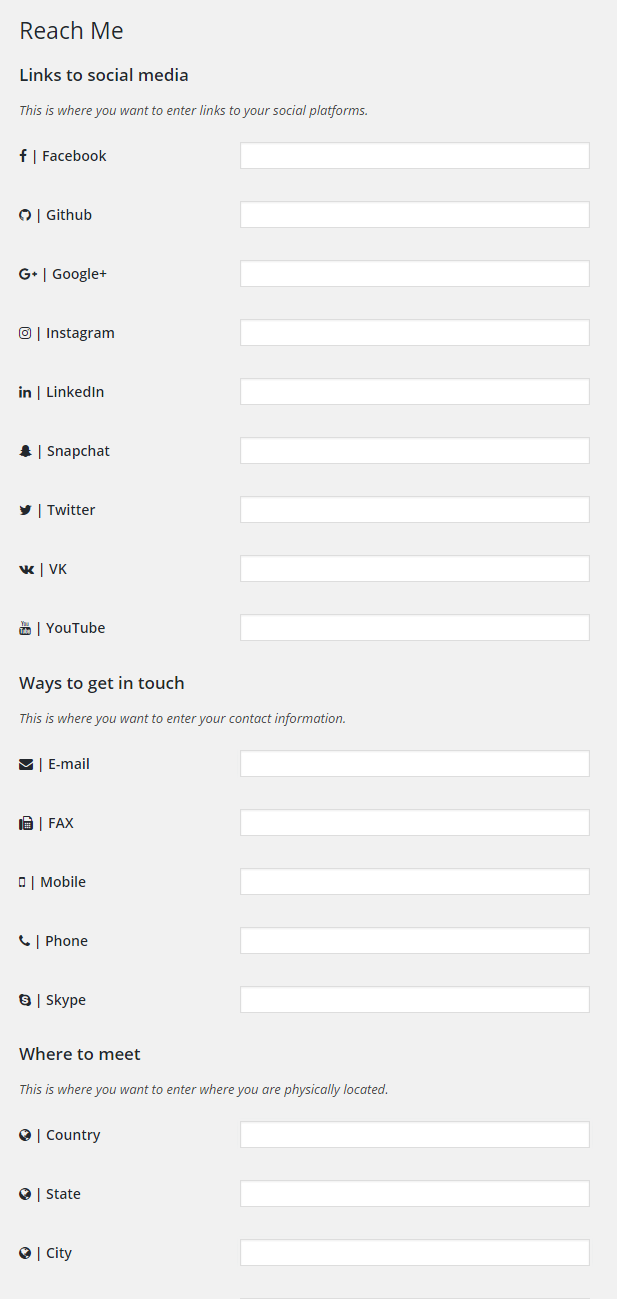 Reach Me
Links to social media
This is where you want to enter links to your social platforms.
| Facebook
| Github
| Google+
| Instagram
| LinkedIn
| Snapchat
| Twitter
| VK
| YouTube
Ways to get in touch
This is where you want to enter your contact information.
| E-mail
| FAX
| Mobile
| Phone
| Skype
Where to meet
This is where you want to enter where you are physically located.
| Country
| State
| City